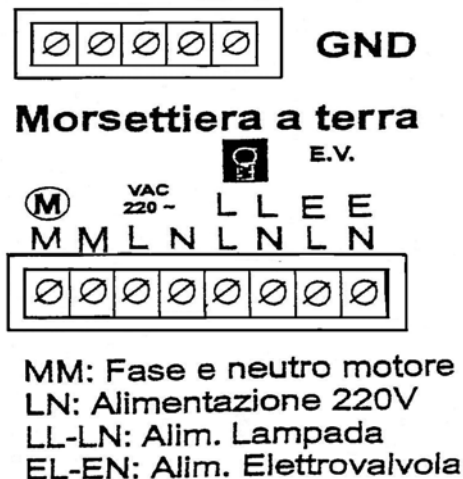 GND
Morsettiera a terra
E.V.
M VAC
220 ~ L L E E
M M L N L N L N
MM: Fase e neutro motore
LN: Alimentazione 220V
LL-LN: Alim. Lampada
EL-EN: Alim. Elettrovalvola